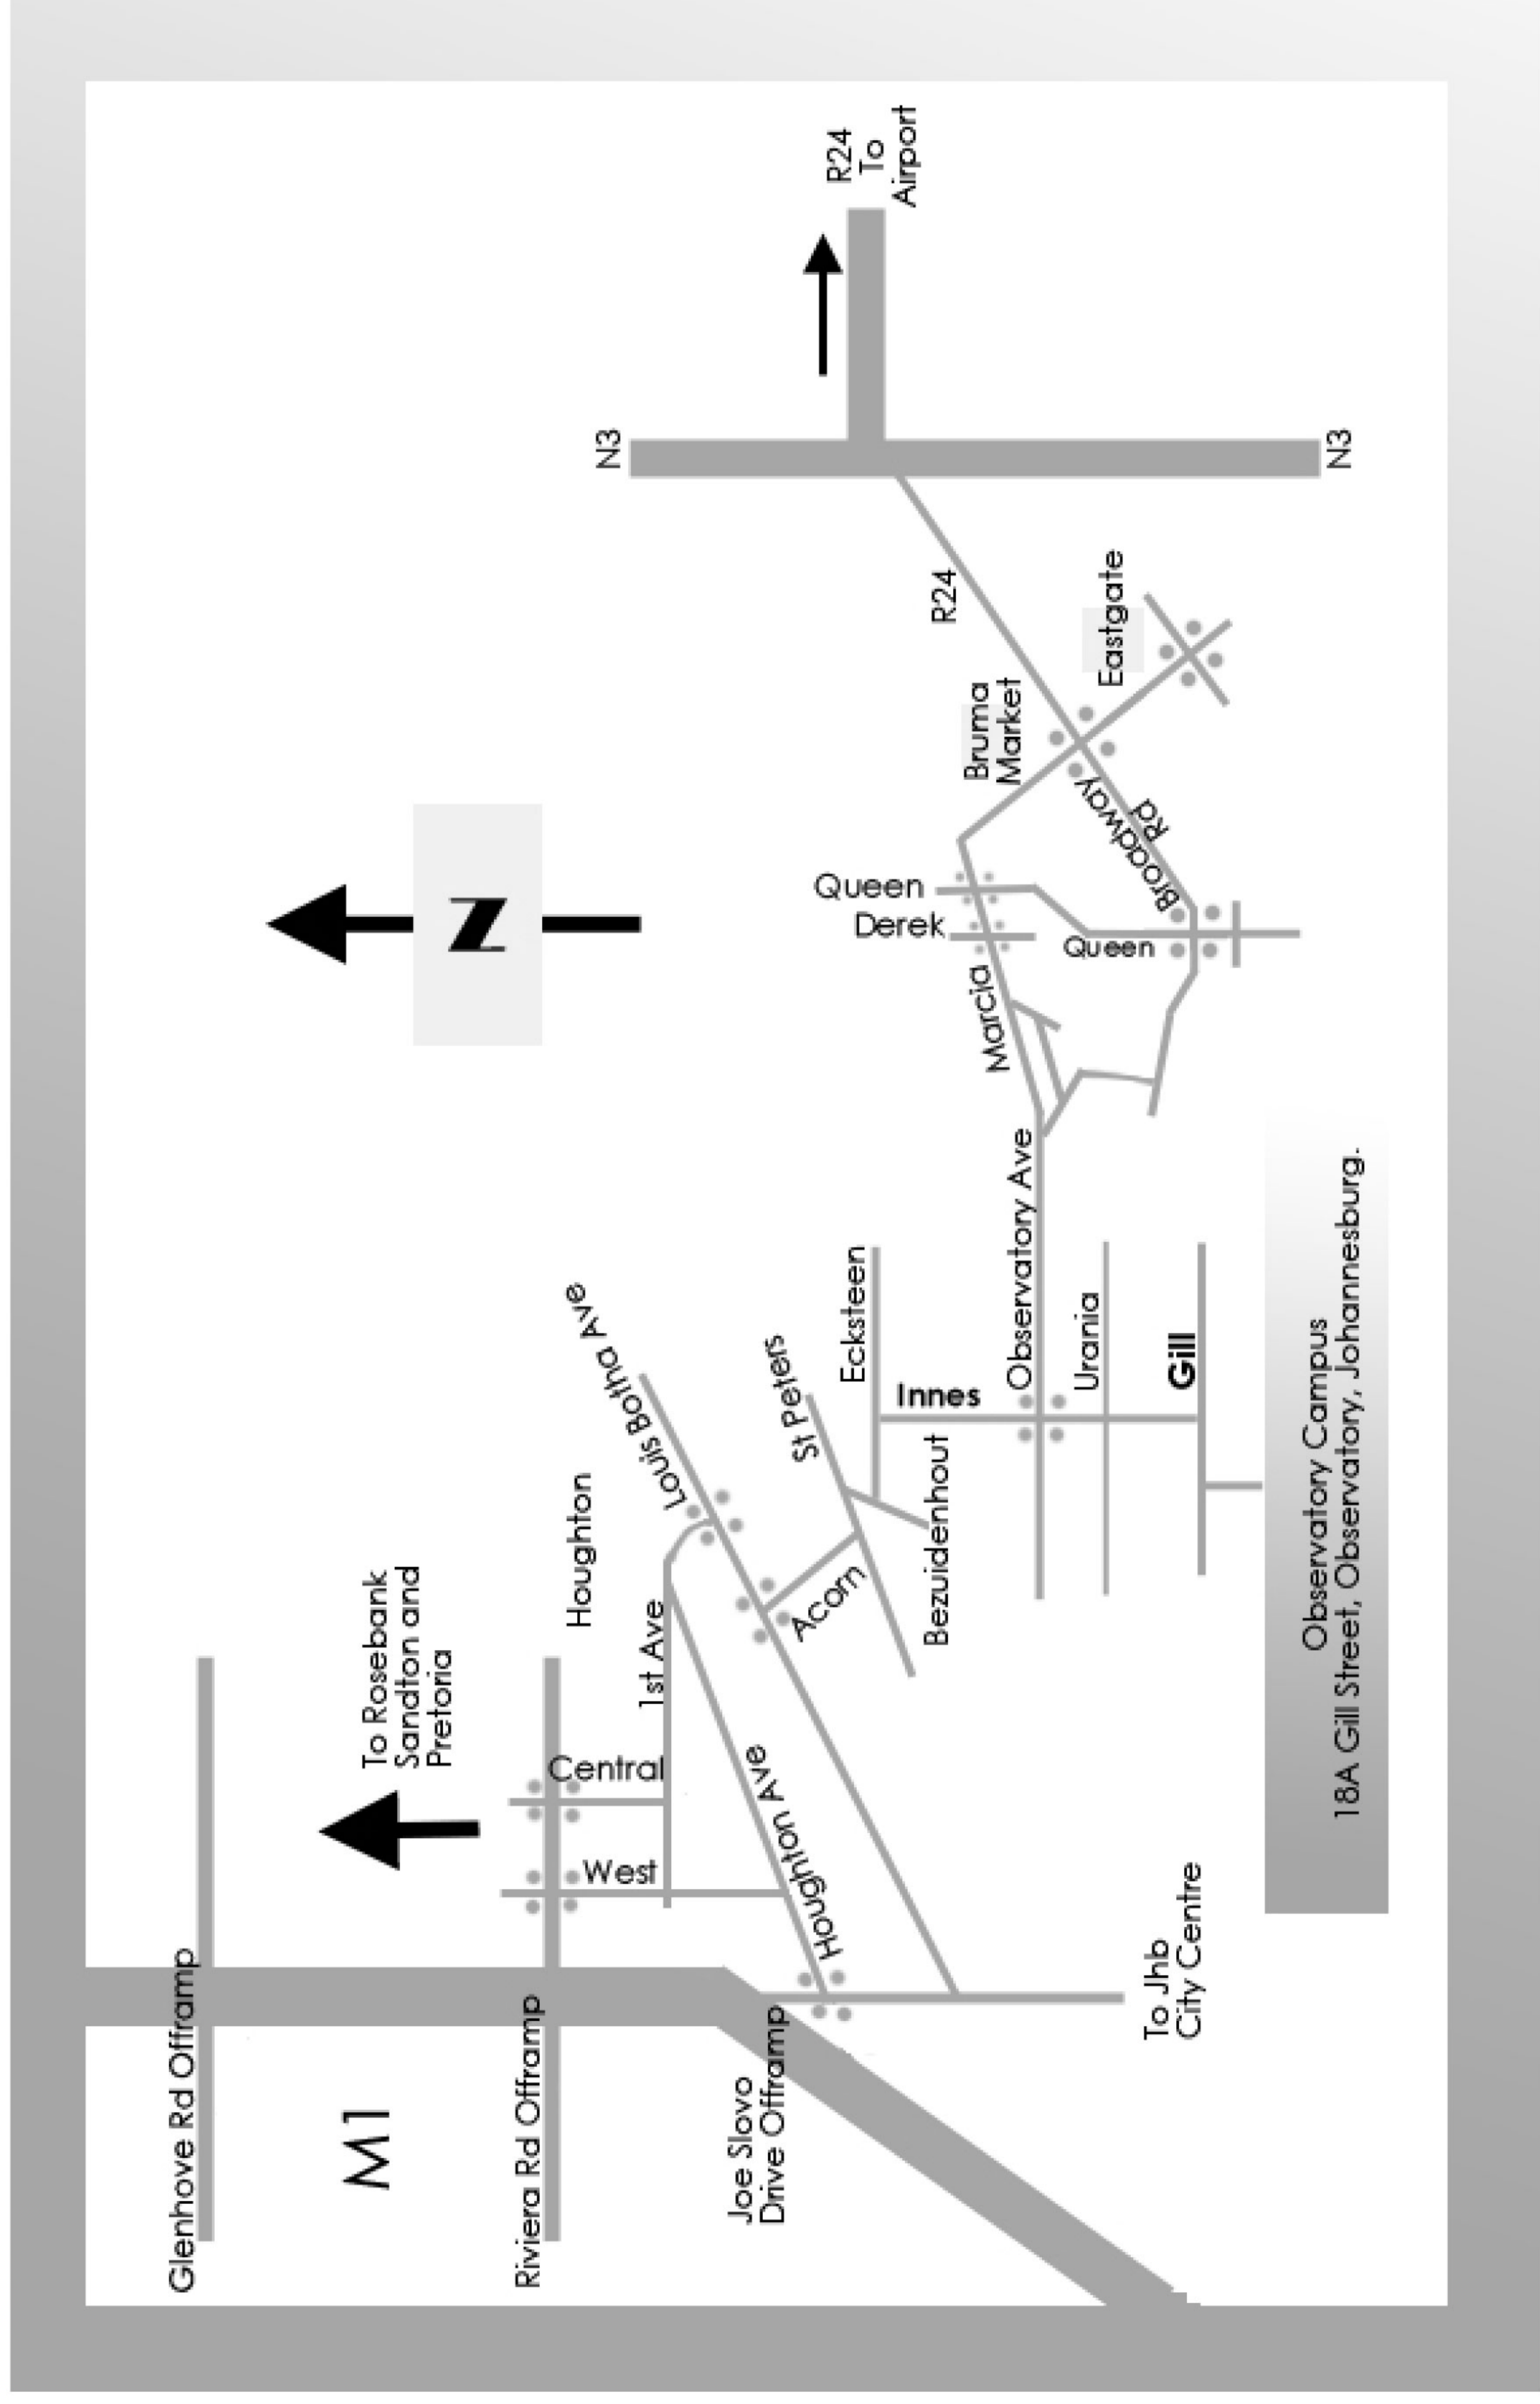 Glenhove Rd Offramp
M1
To Rosebank
Sandton and
Pretoria
N
Riviera Rd Offramp
West
Central
1st Ave
Houghton
Louis Botha Ave
Houghton Ave
Joe Slovo
Drive Offramp
Acorn
St Peters
Ecksteen
Bezuidenhout
Innes
Observatory Ave
Urania
Gill
Marcia
Derek
Queen
Queen
Bruma
Market
Broadway
Rd
Eastgate
R24
N3
N3
R24
To
Airport
To Jhb
City Centre
Observatory Campus
18A Gill Street, Observatory, Johannesburg.